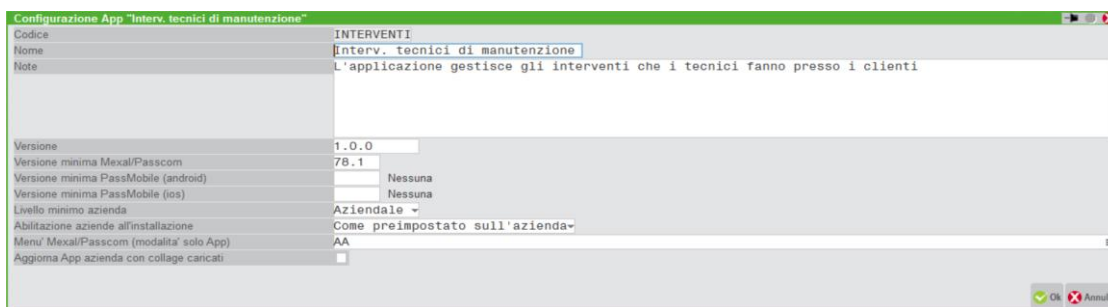 Configurazione App "Interv. tecnici di manutenzione"
Codice INTERVENTI
Nome Interv. tecnici di manutenzione
Note L'applicazione gestisce gli interventi che i tecnici fanno presso i clienti
Versione 1.0.0
Versione minima Mexal/Passcom 78.1
Versione minima PassMobile (android) Nessuna
Versione minima PassMobile (ios) Nessuna
Livello minimo azienda Aziendale
Abilitazione aziende all'installazione Come preimpostato sull'azienda
Menu' Mexal/Passcom (modalita' solo App) AA
Aggiorna App azienda con collage caricati
Ok Annul